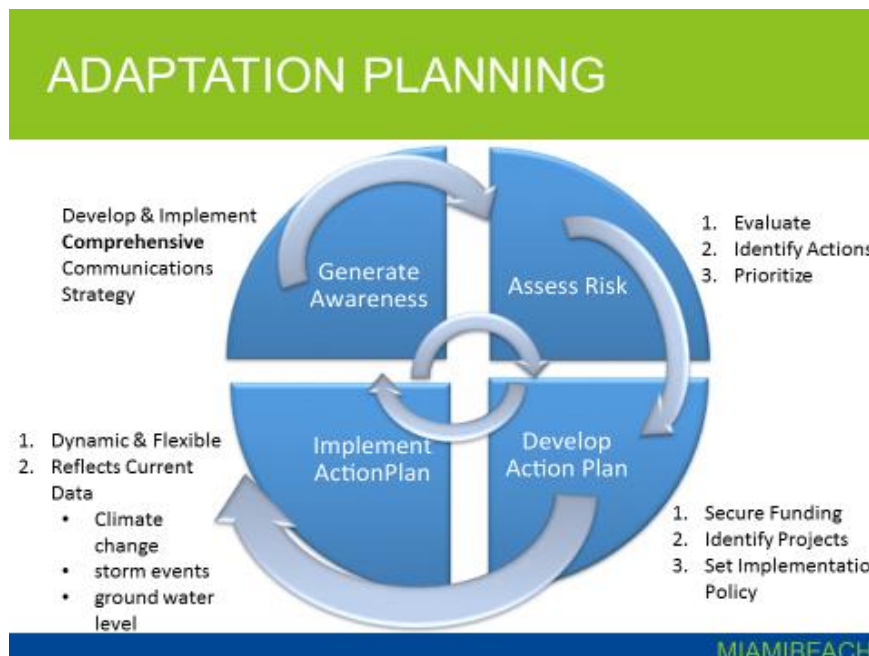 ADAPTATION PLANNING
Develop & Implement
Comprehensive
Communications
Strategy
Generate
Awareness
Assess Risk
1. Evaluate
2. Identify Actions
3. Prioritize
1. Dynamic & Flexible
2. Reflects Current
Data
• Climate
change
• storm events
• ground water
level
Implement
ActionPlan
Develop
Action Plan
1. Secure Funding
2. Identify Projects
3. Set Implementatio
Policy
MIAMIBEACH